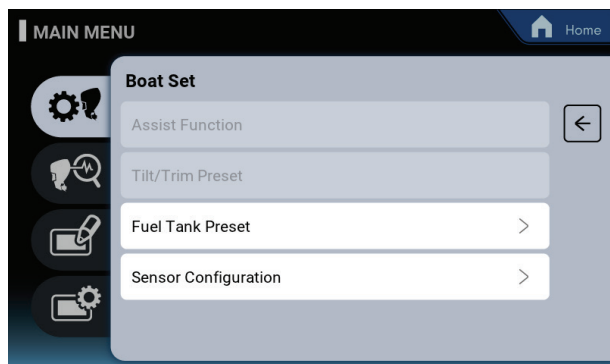 MAIN MENU
Home
Boat Set
Assist Function
Tilt/Trim Preset
Fuel Tank Preset
Sensor Configuration